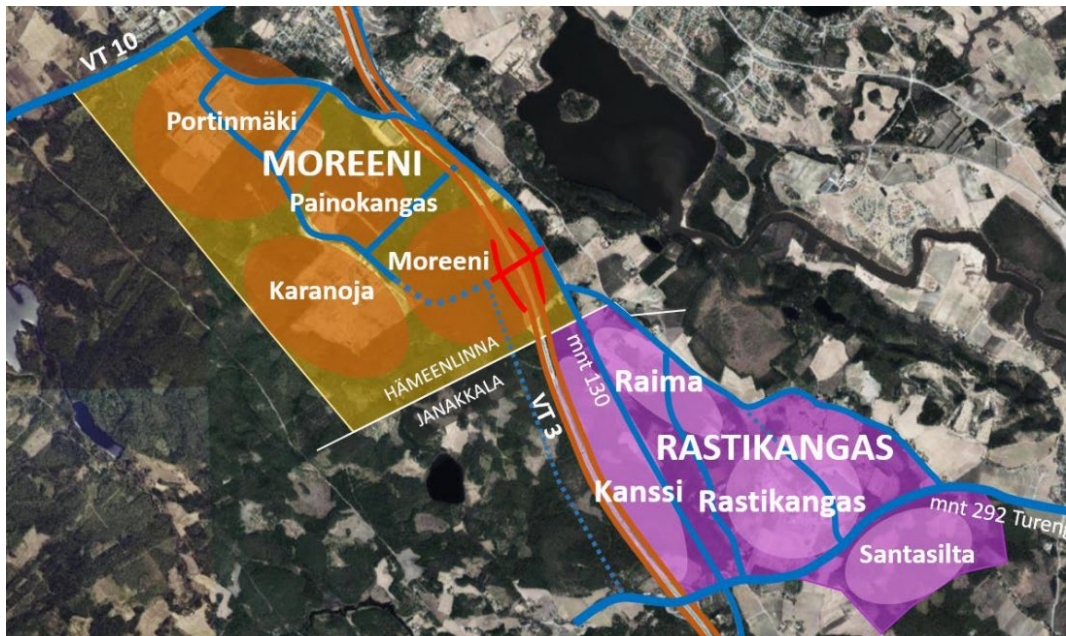 VT 10
Portinmäki
MOREENI
Painokangas
Moreeni
Karanoja
HÄMEENLINNA
JANAKKALA
VT 3
mnt 130
Raima
RASTIKANGAS
Kanssi
Rastikangas
mnt 292 Tureng
Santasilta